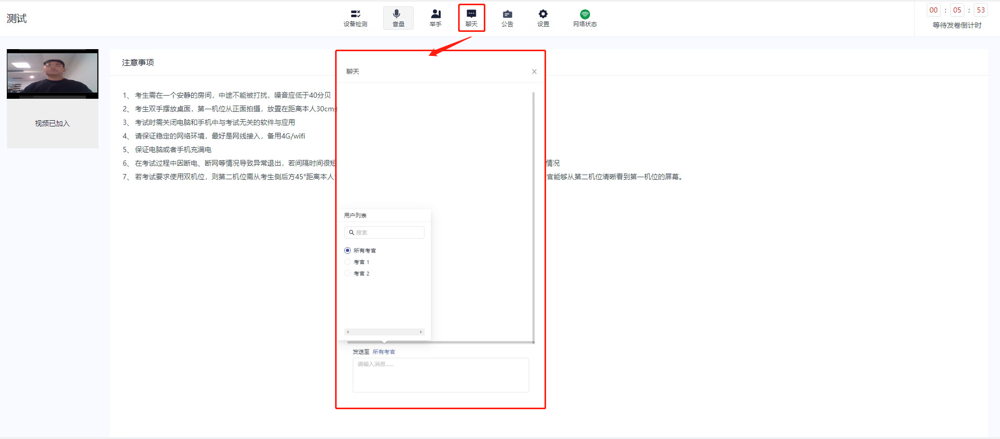 测试
设备检测
音量
举手
聊天
公告
设置
网络状态
00 : 05 : 53
等待发卷倒计时
视频已加入
注意事项
1、 考生需在一个安静的房间，中途不能被打扰，噪音应低于40分贝
2、 考生双手摆放桌面，第一机位从正面拍摄，放置在距离本人30cm
3、 考试时需关闭电脑和手机中与考试无关的软件与应用
4、 请保证稳定的网络环境，最好是网线接入，备用4G/wifi
5、 保证电脑或者手机充满电
6、 在考试过程中因断电、断网等情况导致异常退出，若间隔时间很短 情况
7、 若考试要求使用双机位，则第二机位需从考生侧后方45°距离本人 官能够从第二机位清晰看到第一机位的屏幕。
聊天
用户列表
搜索
所有考官
考官 1
考官 2
发送至 所有考官
请输入消息......